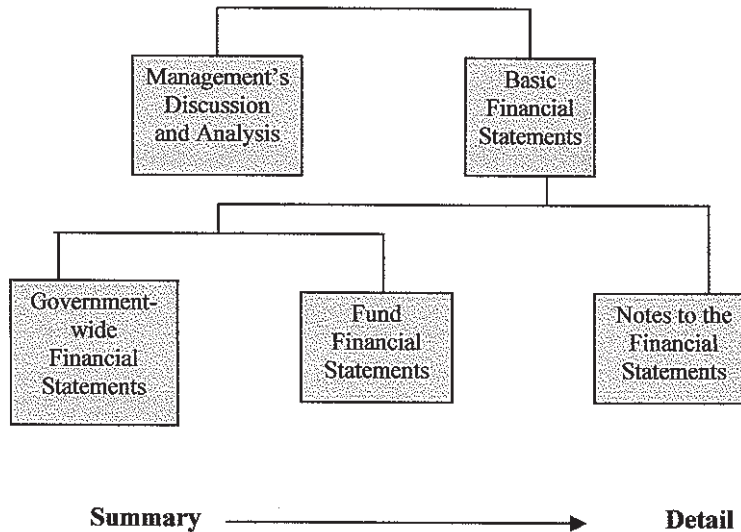 Management's
Discussion
and Analysis
Basic
Financial
Statements
Government-
wide
Financial
Statements
Fund
Financial
Statements
Notes to the
Financial
Statements
Summary
Detail